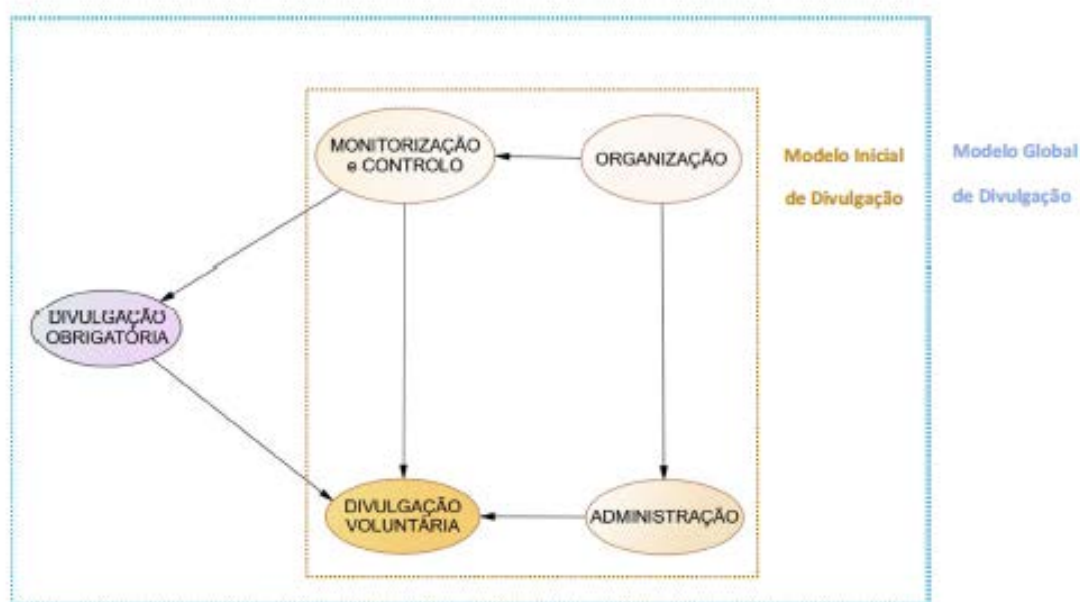 MONITORIZAÇÃO
e CONTROLO
ORGANIZAÇÃO
Modelo Inicial
de Divulgação
Modelo Global
de Divulgação
DIVULGAÇÃO
OBRIGATÓRIA
DIVULGAÇÃO
VOLUNTÁRIA
ADMINISTRAÇÃO